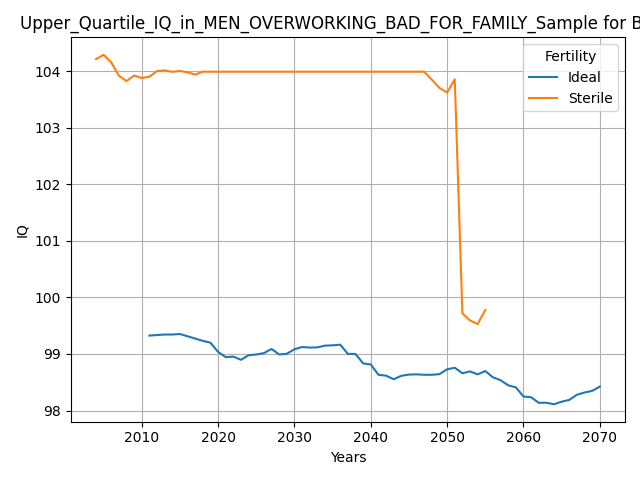 Upper_Quartile_IQ_in_MEN_OVERWORKING_BAD_FOR_FAMILY_Sample for B
Fertility
Ideal
Sterile
104
103
102
101
100
99
98
IQ
2010 2020 2030 2040 2050 2060 2070
Years